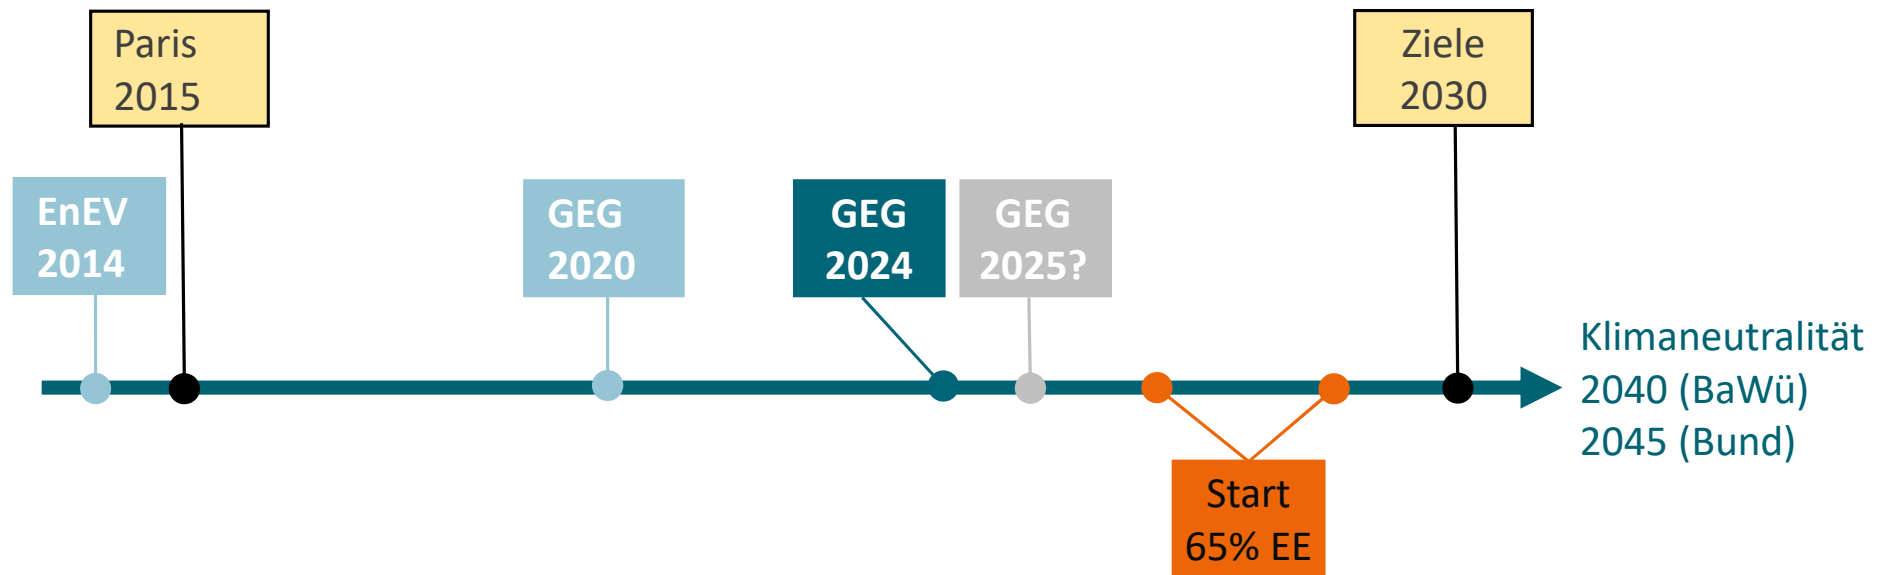 Paris
2015
Ziele
2030
EnEV
2014
GEG
2020
GEG
2024
GEG
2025?
Klimaneutralität
2040 (BaWü)
2045 (Bund)
Start
65% EE